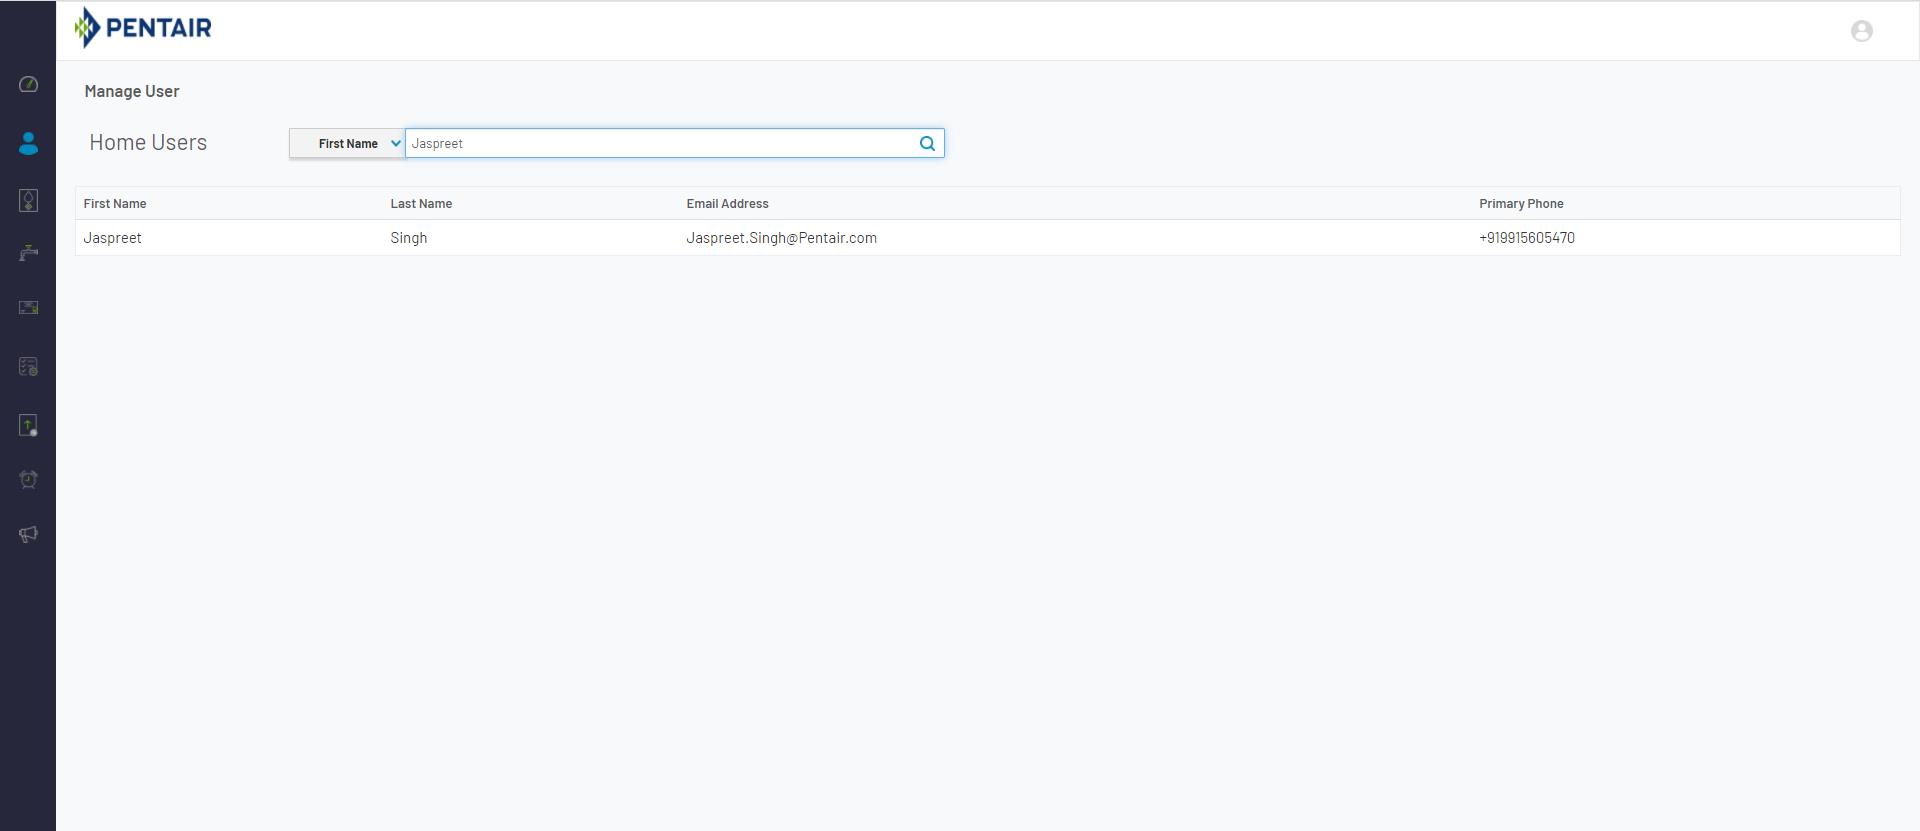 PENTAIR
Manage User
Home Users
First Name
Jaspreet
First Name Last Name Email Address Primary Phone
Jaspreet Singh Jaspreet.Singh@Pentair.com +919915605470